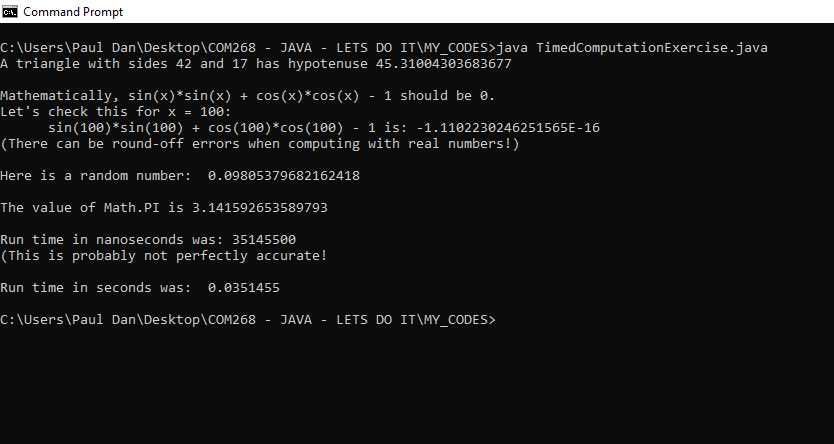 Command Prompt
C:\Users\Paul Dan\Desktop\COM268 - JAVA - LETS DO IT\MY_CODES>java TimedComputationExercise.java
A triangle with sides 42 and 17 has hypotenuse 45.31004303683677
Mathematically, sin(x)*sin(x) + cos(x)*cos(x) - 1 should be 0.
Let's check this for x = 100:
      sin(100)*sin(100) + cos(100)*cos(100) - 1 is: -1.1102230246251565E-16
(There can be round-off errors when computing with real numbers!)
Here is a random number:  0.09805379682162418
The value of Math.PI is 3.141592653589793
Run time in nanoseconds was: 35145500
(This is probably not perfectly accurate!
Run time in seconds was:  0.0351455
C:\Users\Paul Dan\Desktop\COM268 - JAVA - LETS DO IT\MY_CODES>